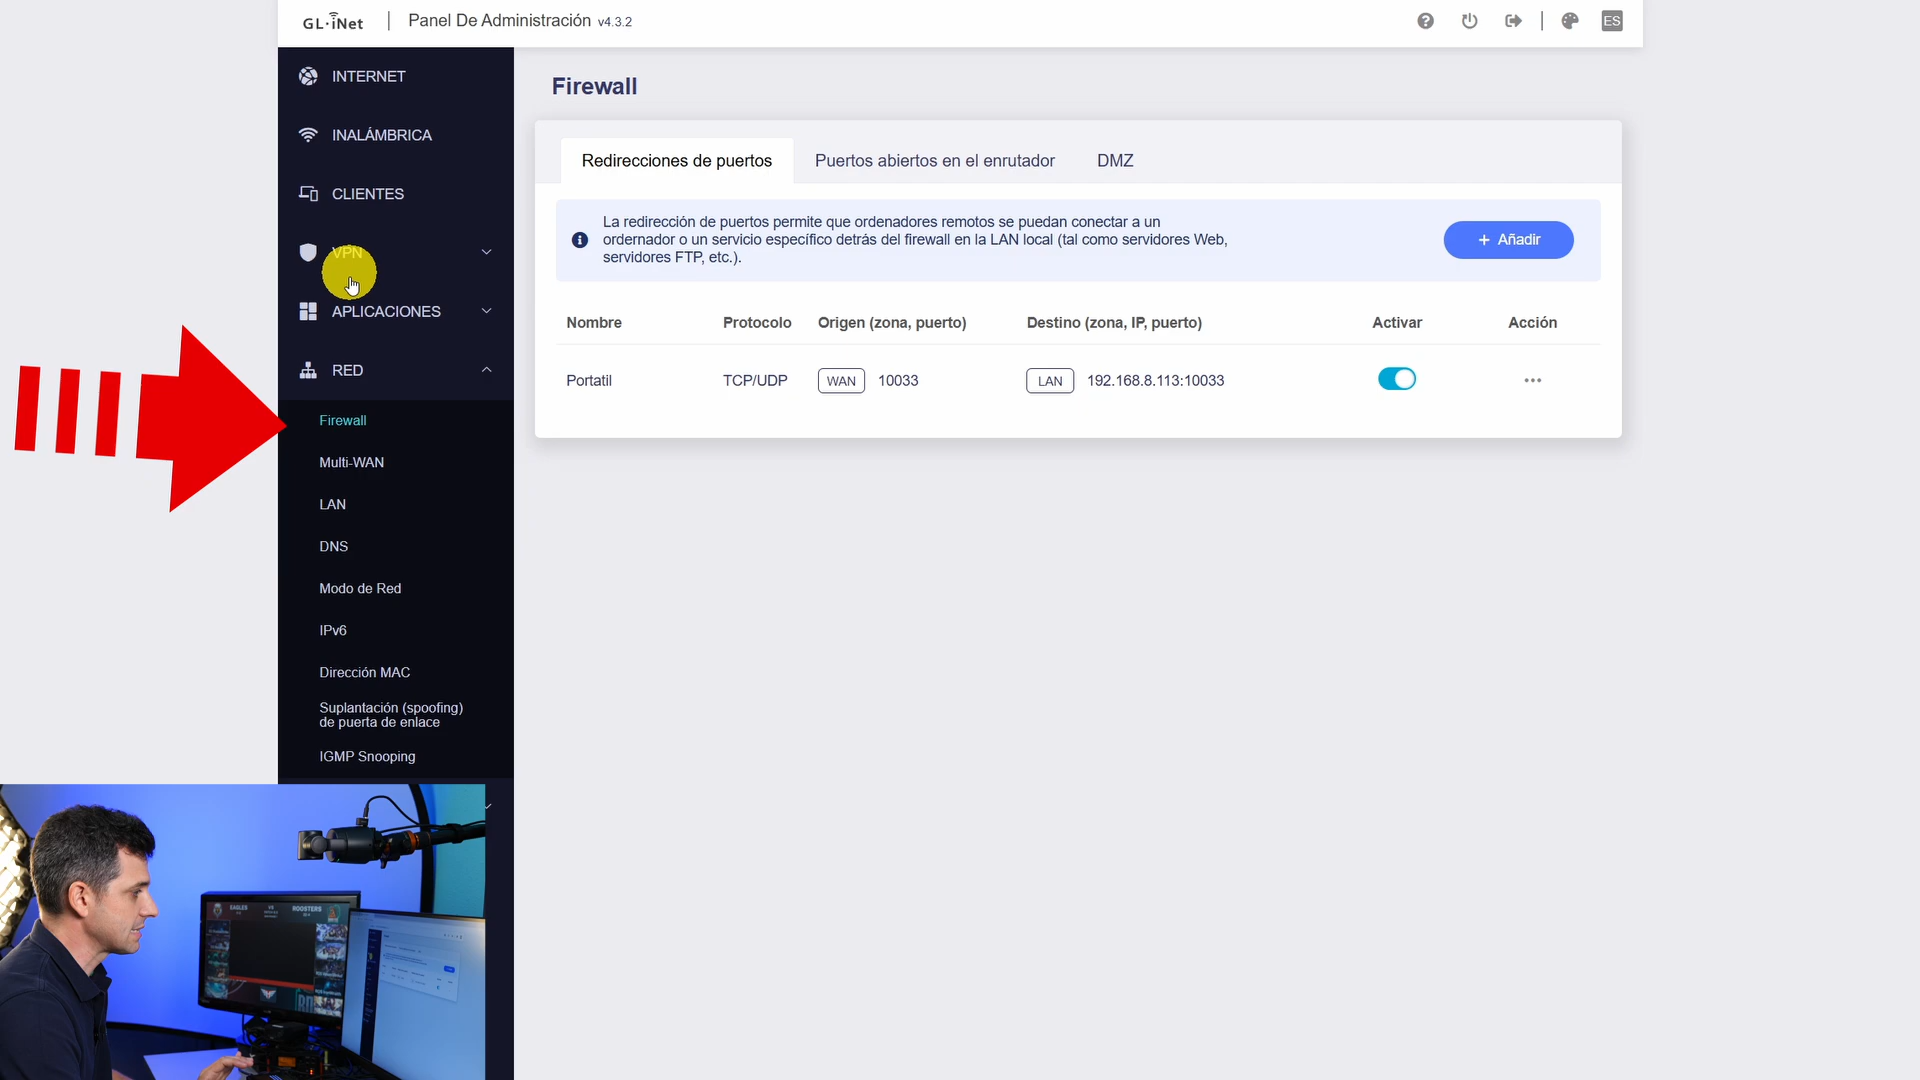 GL·iNet
Panel De Administración v4.3.2
ES
INTERNET
INALÁMBRICA
CLIENTES
VPN
APLICACIONES
RED
Firewall
Multi-WAN
LAN
DNS
Modo de Red
IPv6
Dirección MAC
Suplantación (spoofing)
de puerta de enlace
IGMP Snooping
Firewall
Redirecciones de puertos
Puertos abiertos en el enrutador
DMZ
La redirección de puertos permite que ordenadores remotos se puedan conectar a un
ordernador o un servicio específico detrás del firewall en la LAN local (tal como servidores Web,
servidores FTP, etc.).
+ Añadir
Nombre Protocolo Origen (zona, puerto) Destino (zona, IP, puerto) Activar Acción
Portatil TCP/UDP WAN 10033 LAN 192.168.8.113:10033
EAGLES VS ROOSTERS